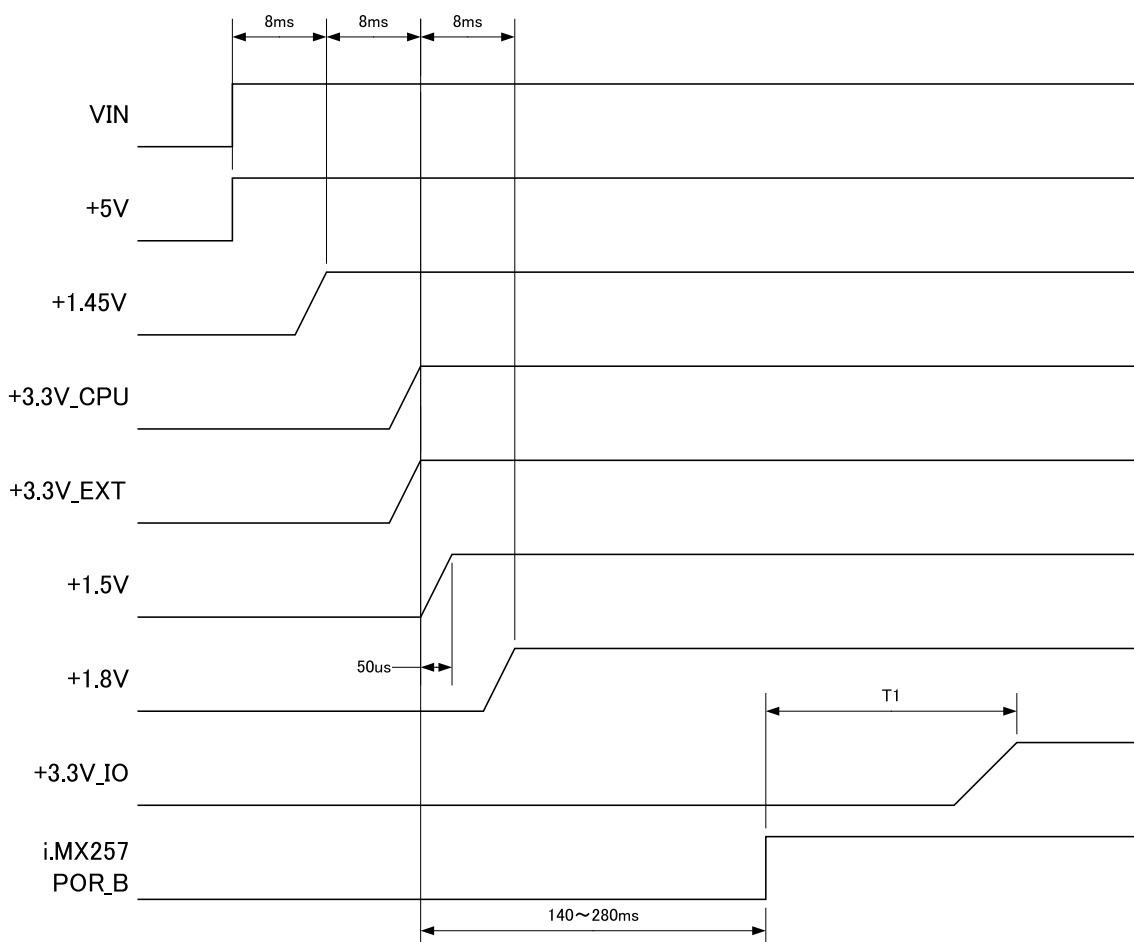 8ms 8ms 8ms
VIN
+5V
+1.45V
+3.3V_CPU
+3.3V_EXT
+1.5V
50us
+1.8V
T1
+3.3V_IO
i.MX257
POR_B
140～280ms